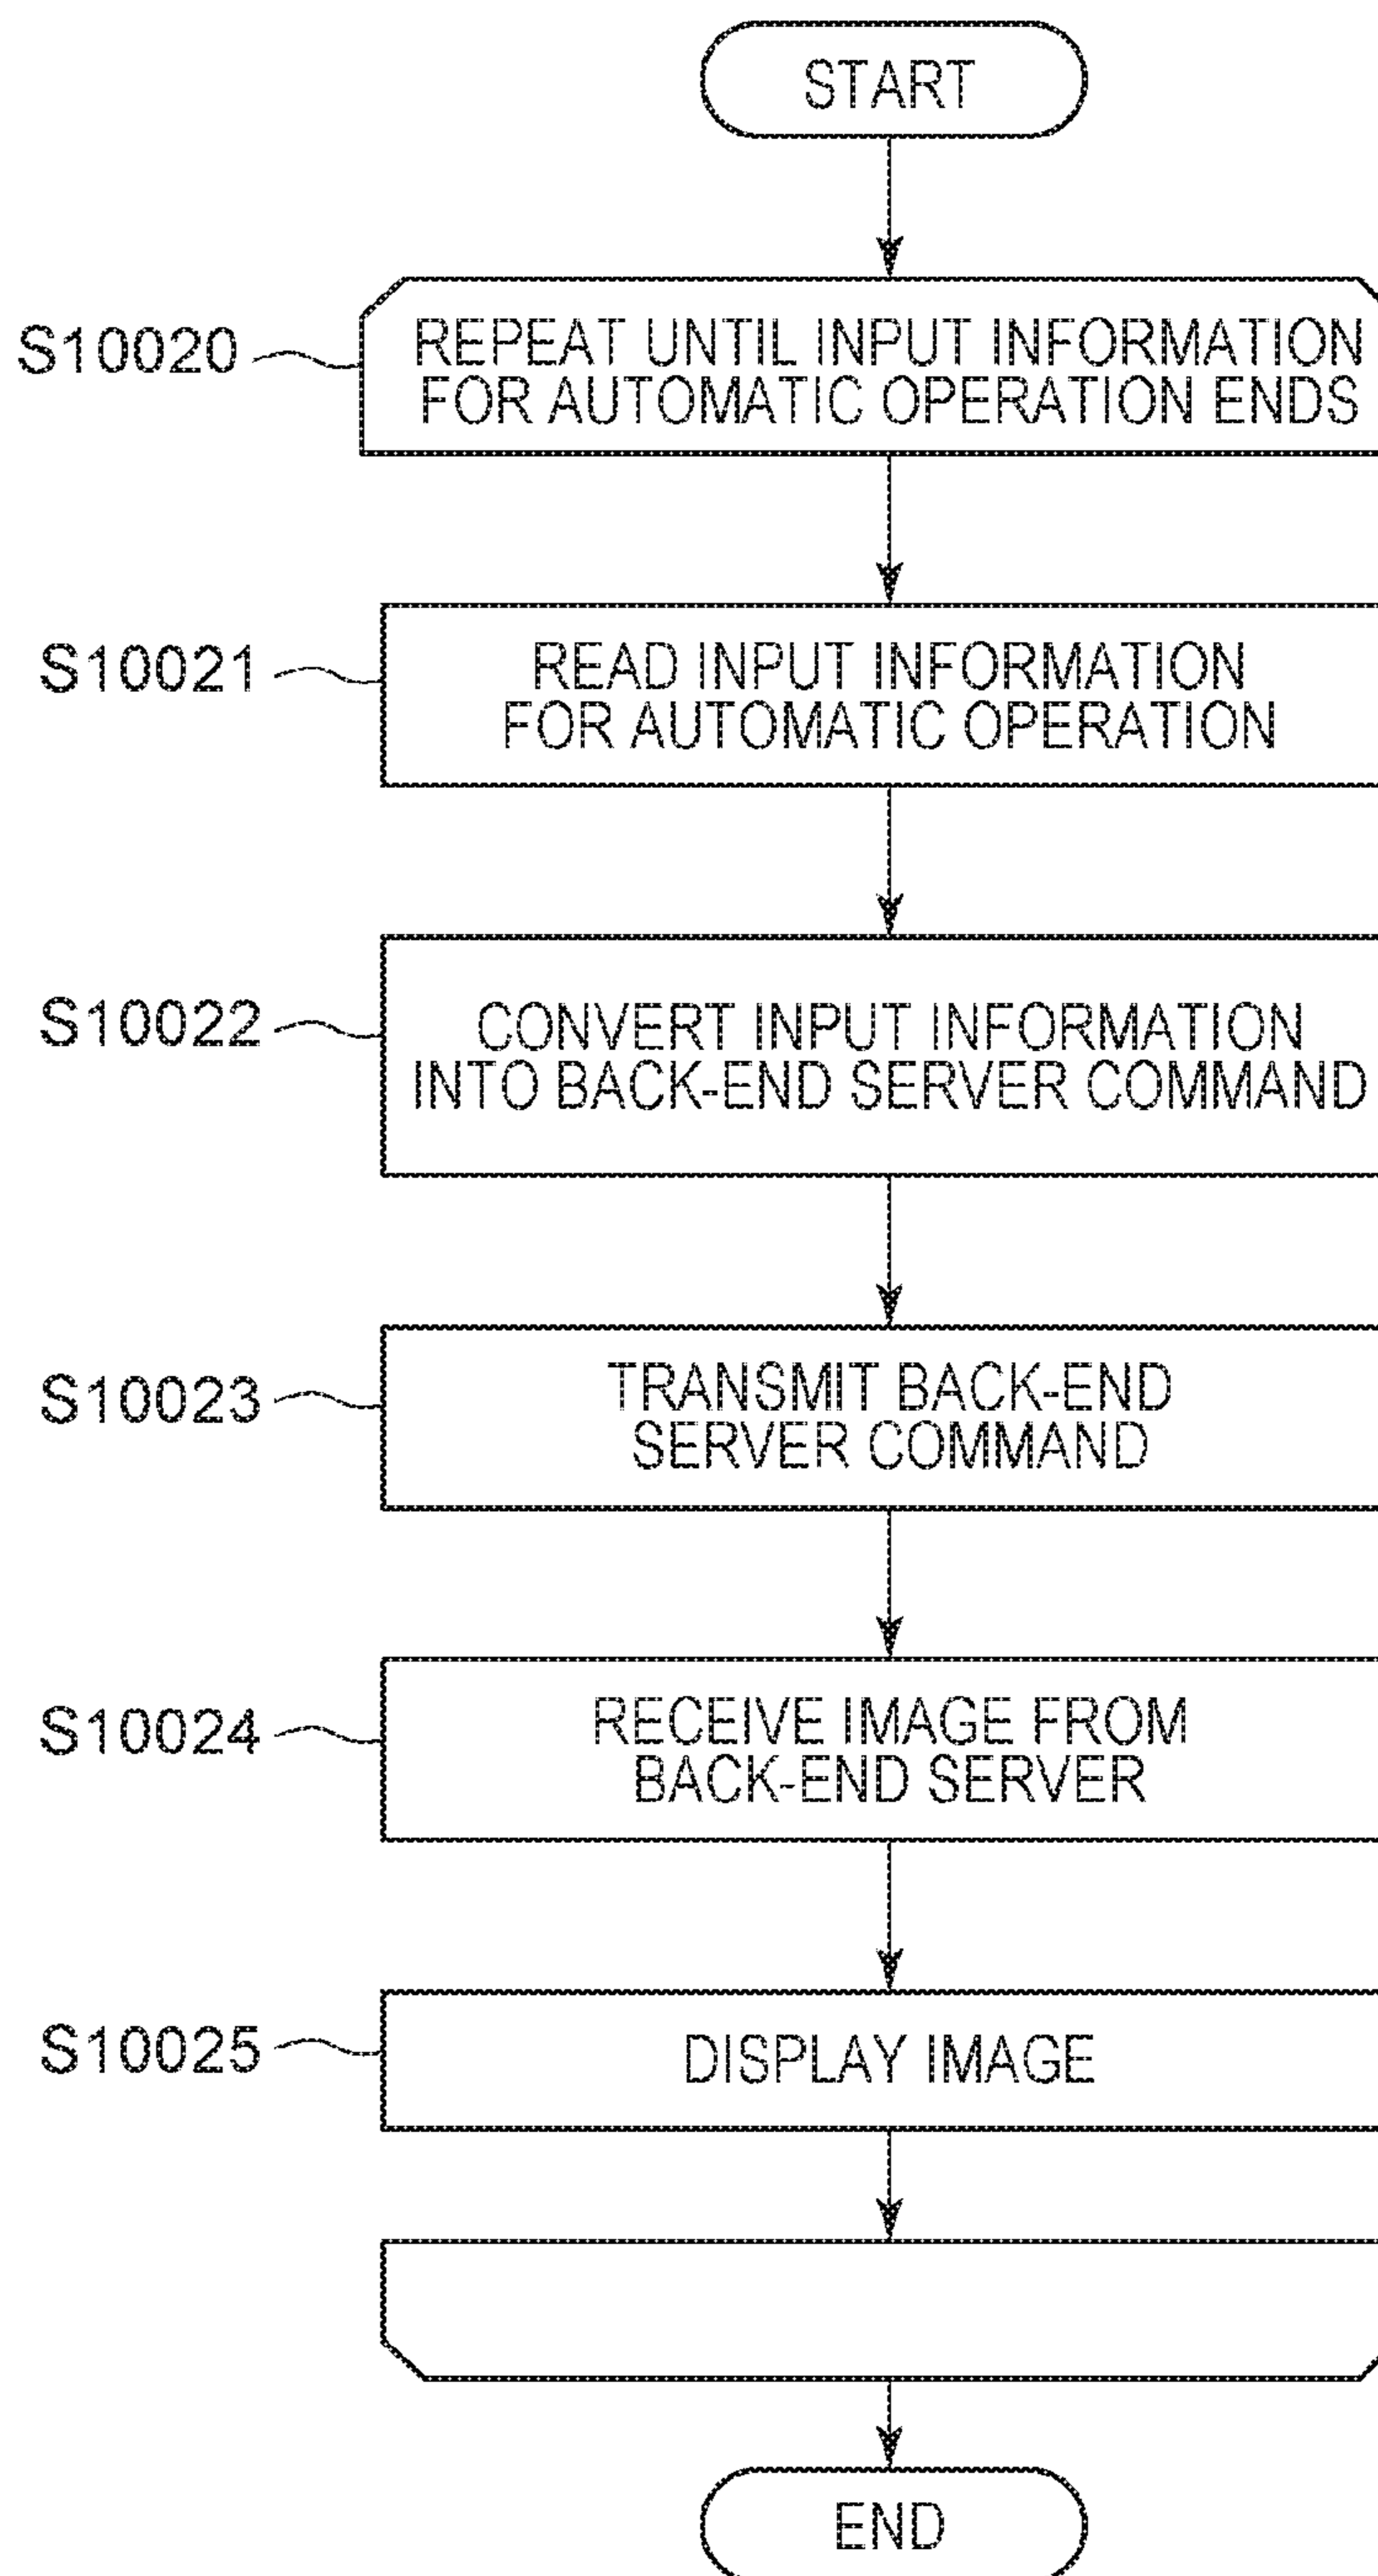 START
S10020
REPEAT UNTIL INPUT INFORMATION
FOR AUTOMATIC OPERATION ENDS
S10021
READ INPUT INFORMATION
FOR AUTOMATIC OPERATION
S10022
CONVERT INPUT INFORMATION
INTO BACK-END SERVER COMMAND
S10023
TRANSMIT BACK-END
SERVER COMMAND
S10024
RECEIVE IMAGE FROM
BACK-END SERVER
S10025
DISPLAY IMAGE
END